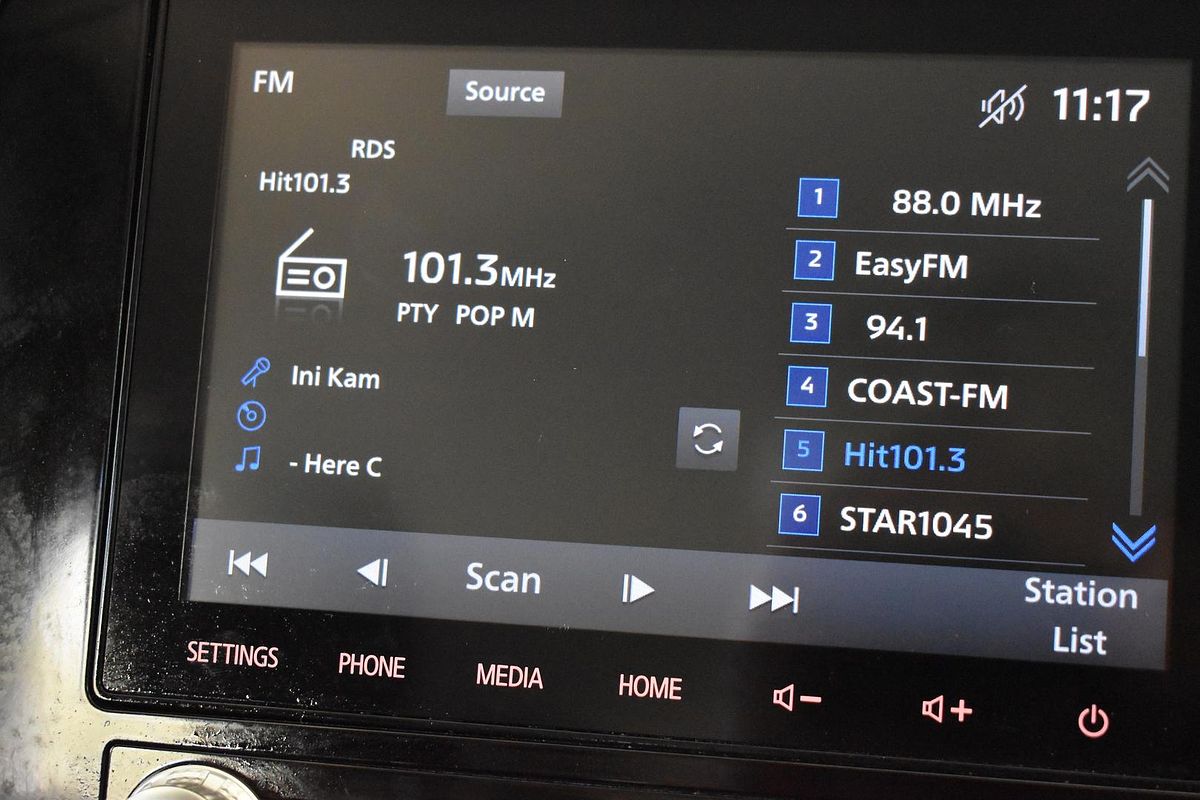 FM
Source
11:17
RDS
Hit101.3
101.3MHz
PTY POP M
Ini Kam
- Here C
1 88.0 MHz
2 EasyFM
3 94.1
4 COAST-FM
5 Hit101.3
6 STAR1045
Scan
Station
List
SETTINGS
PHONE
MEDIA
HOME